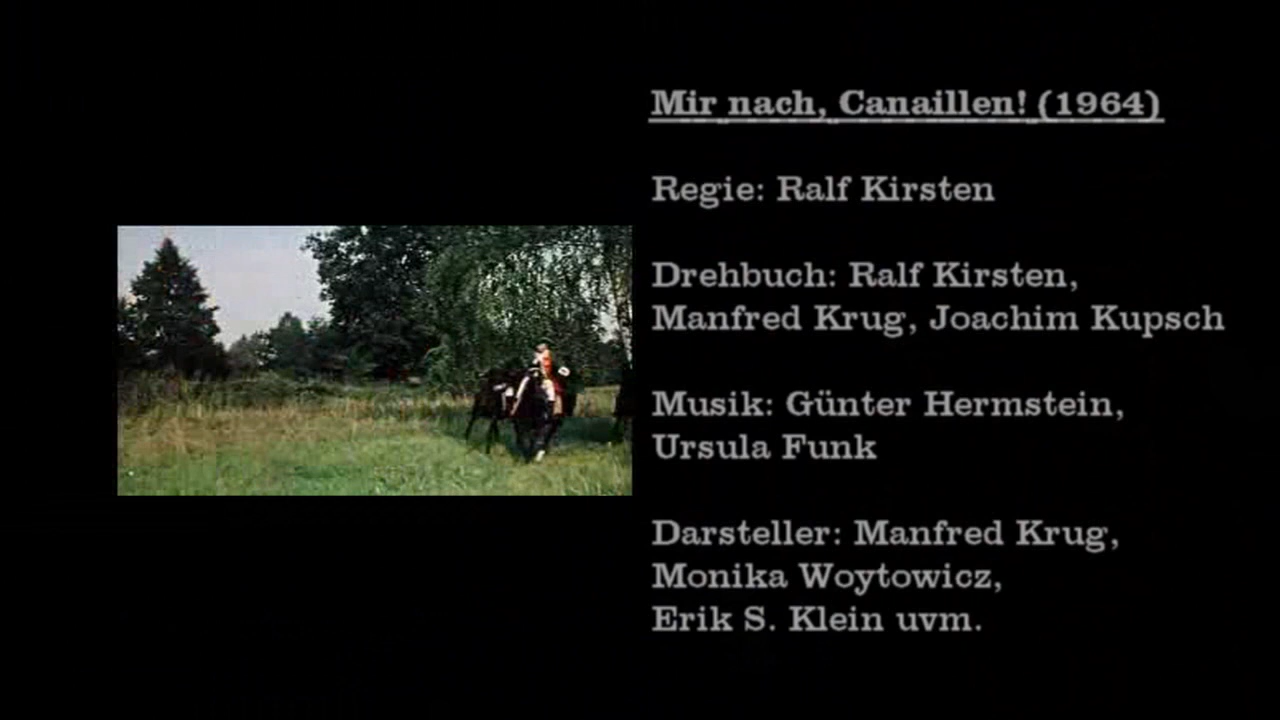 Mir nach, Canaillen! (1964)
Regie: Ralf Kirsten
Drehbuch: Ralf Kirsten,
Manfred Krug, Joachim Kupsch
Musik: Günter Hermstein,
Ursula Funk
Darsteller: Manfred Krug,
Monika Woytowicz,
Erik S. Klein uvm.